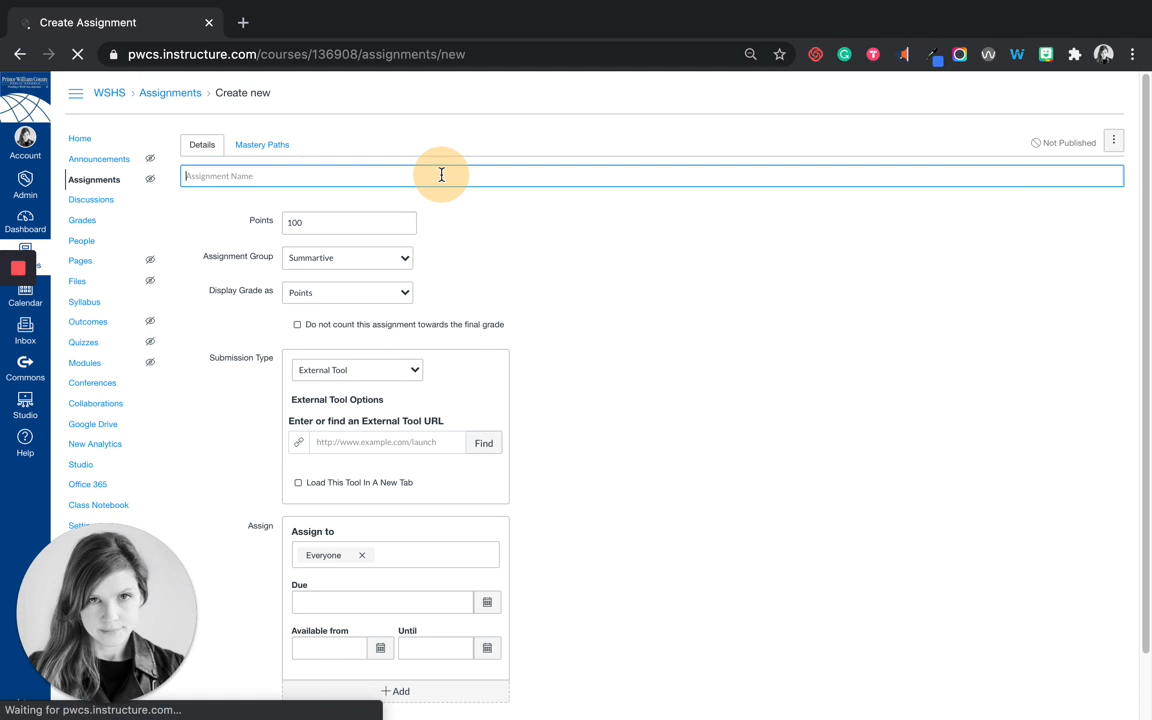 Create Assignment
pwcs.instructure.com/courses/136908/assignments/new
Prince William County
WSHS › Assignments › Create new
Account
Admin
Dashboard
Calendar
Inbox
Commons
Studio
Help
Home
Announcements
Assignments
Discussions
Grades
People
Pages
Files
Syllabus
Outcomes
Quizzes
Modules
Conferences
Collaborations
Google Drive
New Analytics
Studio
Office 365
Class Notebook
Details Mastery Paths
Not Published
Assignment Name
Points 100
Assignment Group Summartive
Display Grade as Points
Do not count this assignment towards the final grade
Submission Type
External Tool
External Tool Options
Enter or find an External Tool URL
http://www.example.com/launch Find
Load This Tool In A New Tab
Assign
Assign to
Everyone
Due
Available from Until
Add
Waiting for pwcs.instructure.com...